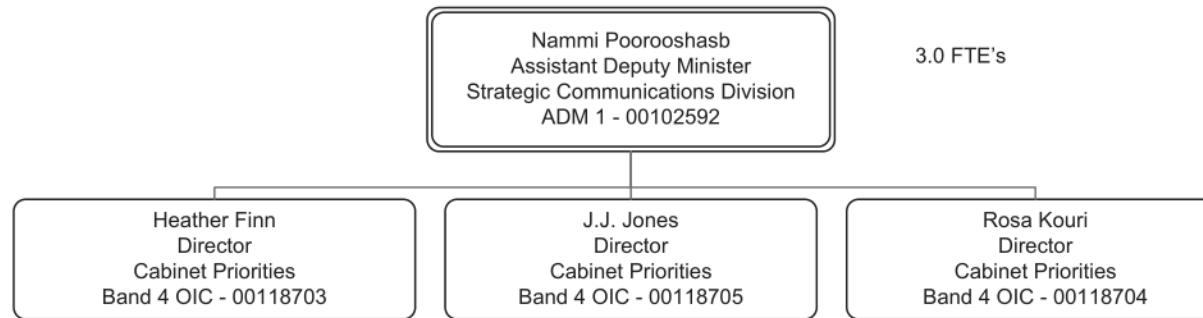 Nammi Poorooshasb
Assistant Deputy Minister
Strategic Communications Division
ADM 1 - 00102592
3.0 FTE's
Heather Finn
Director
Cabinet Priorities
Band 4 OIC - 00118703
J.J. Jones
Director
Cabinet Priorities
Band 4 OIC - 00118705
Rosa Kouri
Director
Cabinet Priorities
Band 4 OIC - 00118704